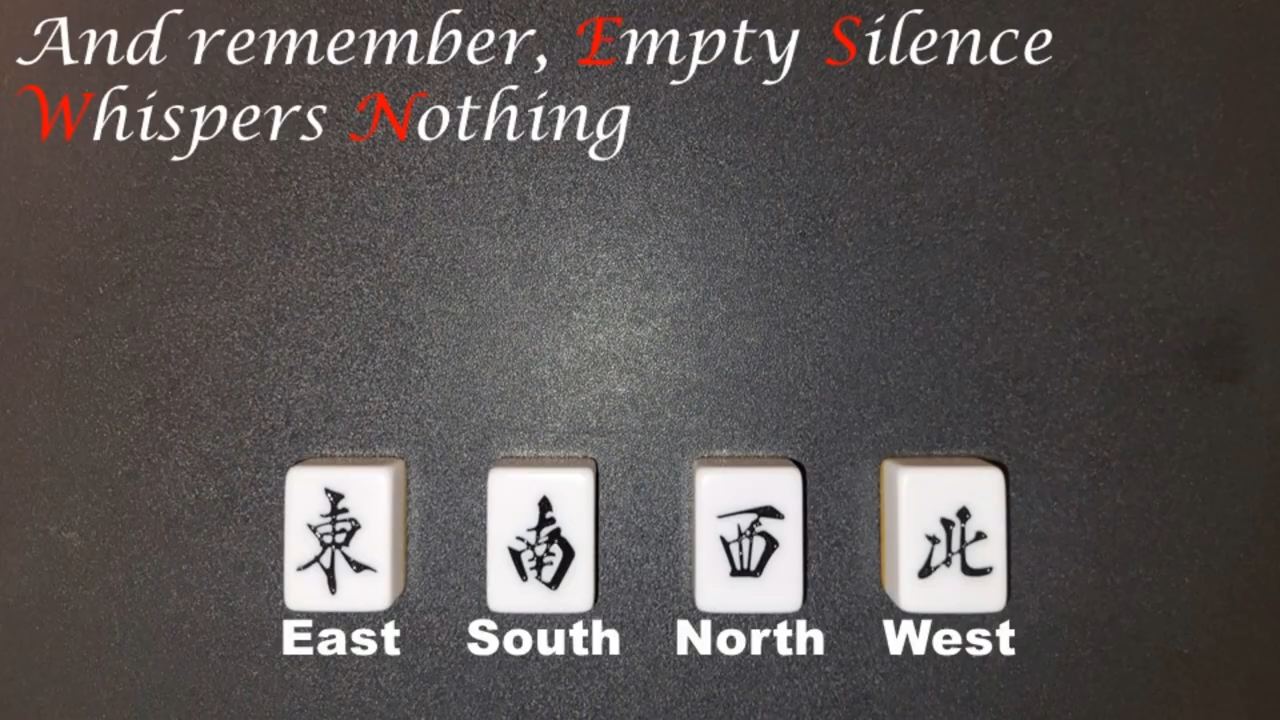 And remember, Empty Silence
Whispers Nothing
東 南 西 北
East South North West